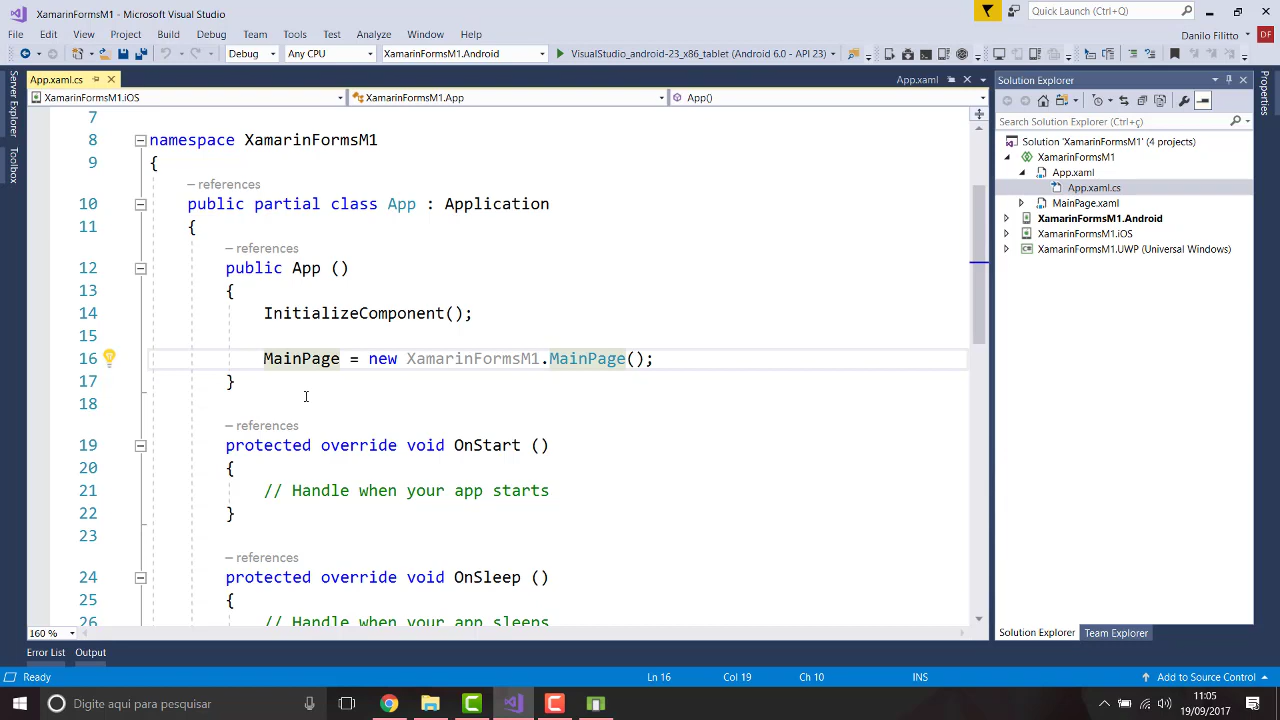 XamarinFormsM1 - Microsoft Visual Studio
Quick Launch (Ctrl+Q)
File Edit View Project Build Debug Team Tools Test Analyze Window Help
Danilo Filitto DF
Debug Any CPU XamarinFormsM1.Android VisualStudio_android-23_x86_tablet (Android 6.0 - API 23)
Server Explorer
Toolbox
App.xaml.cs
App.xaml
XamarinFormsM1.iOS XamarinFormsM1.App App()
7
8 namespace XamarinFormsM1
9 {
– references
10 public partial class App : Application
11 {
– references
12 public App ()
13 {
14 InitializeComponent();
15
16 MainPage = new XamarinFormsM1.MainPage();
17 }
18
– references
19 protected override void OnStart ()
20 {
21 // Handle when your app starts
22 }
23
– references
24 protected override void OnSleep ()
25 {
26 // Handle when your app sleeps
160 %
Solution Explorer
Search Solution Explorer (Ctrl+ç)
Solution 'XamarinFormsM1' (4 projects)
XamarinFormsM1
App.xaml
App.xaml.cs
MainPage.xaml
XamarinFormsM1.Android
XamarinFormsM1.iOS
XamarinFormsM1.UWP (Universal Windows)
Solution Explorer Team Explorer
Properties
Error List Output
Ready Ln 16 Col 19 Ch 10 INS Add to Source Control
Digite aqui para pesquisar
11:05
19/09/2017